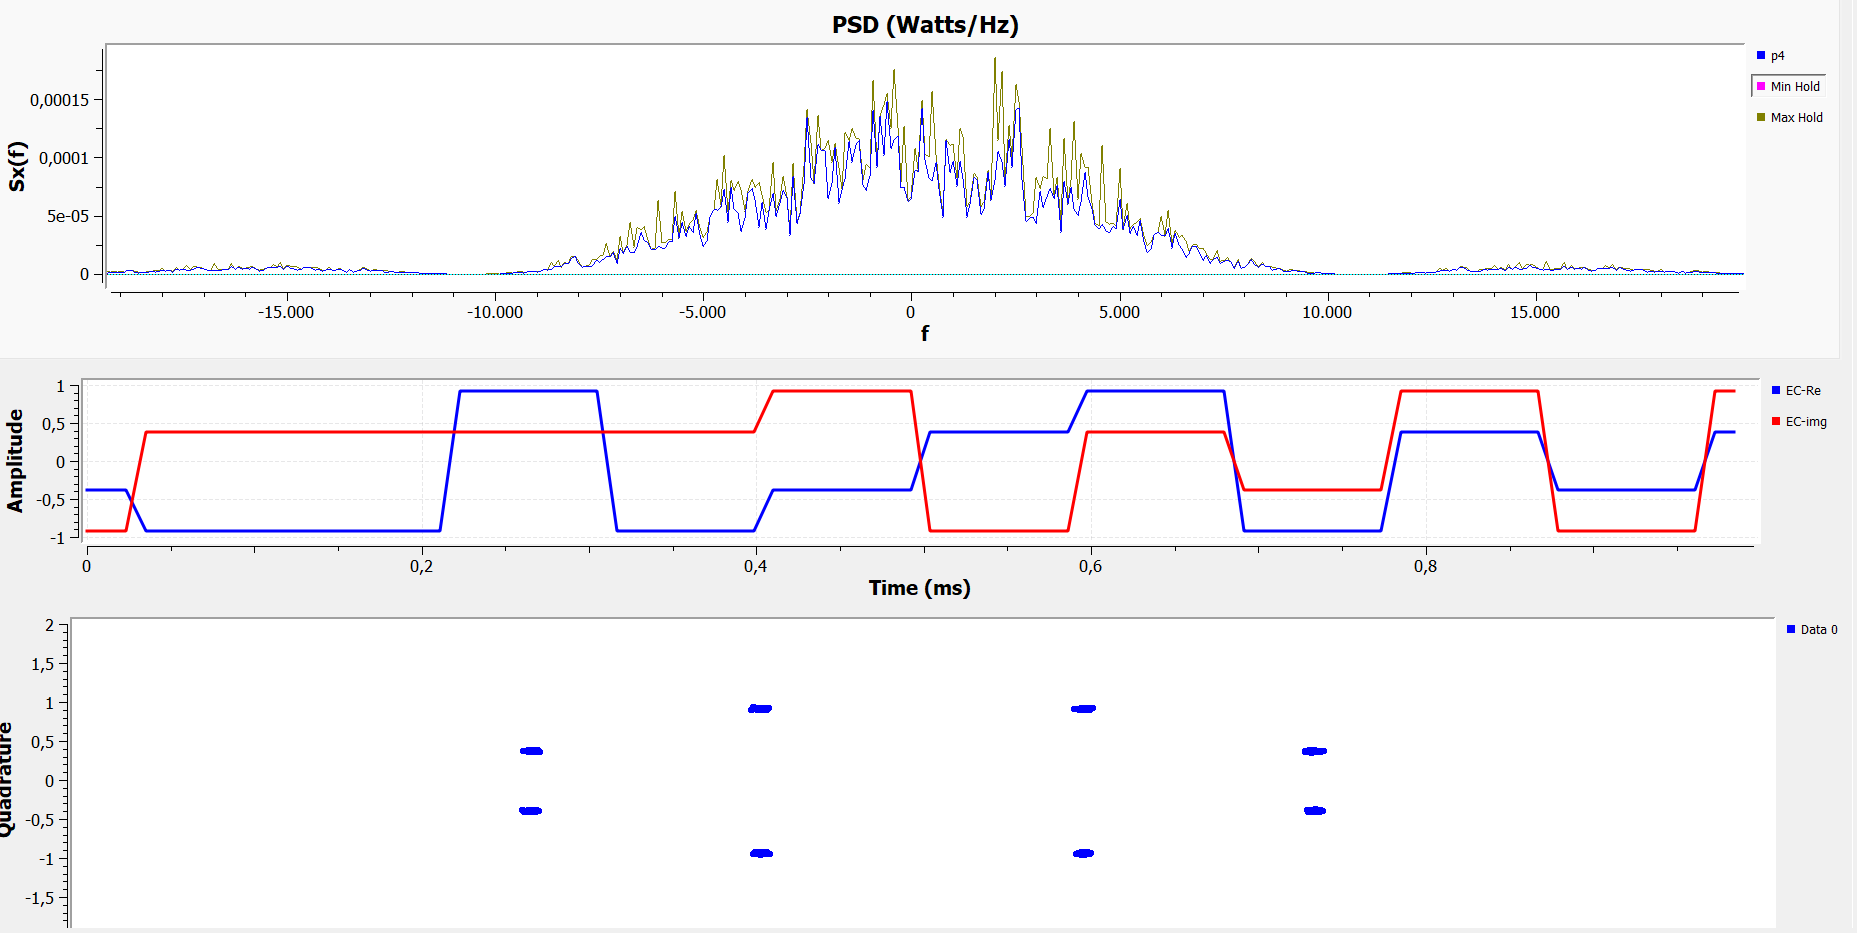 PSD (Watts/Hz)
p4
Min Hold
Max Hold
Sx(f)
0,00015
0,0001
5e-05
0
-15.000 -10.000 -5.000 0 5.000 10.000 15.000
f
EC-Re
EC-img
Amplitude
1
0,5
0
-0,5
-1
0 0,2 0,4 0,6 0,8
Time (ms)
Data 0
Quadrature
2
1,5
1
0,5
0
-0,5
-1
-1,5